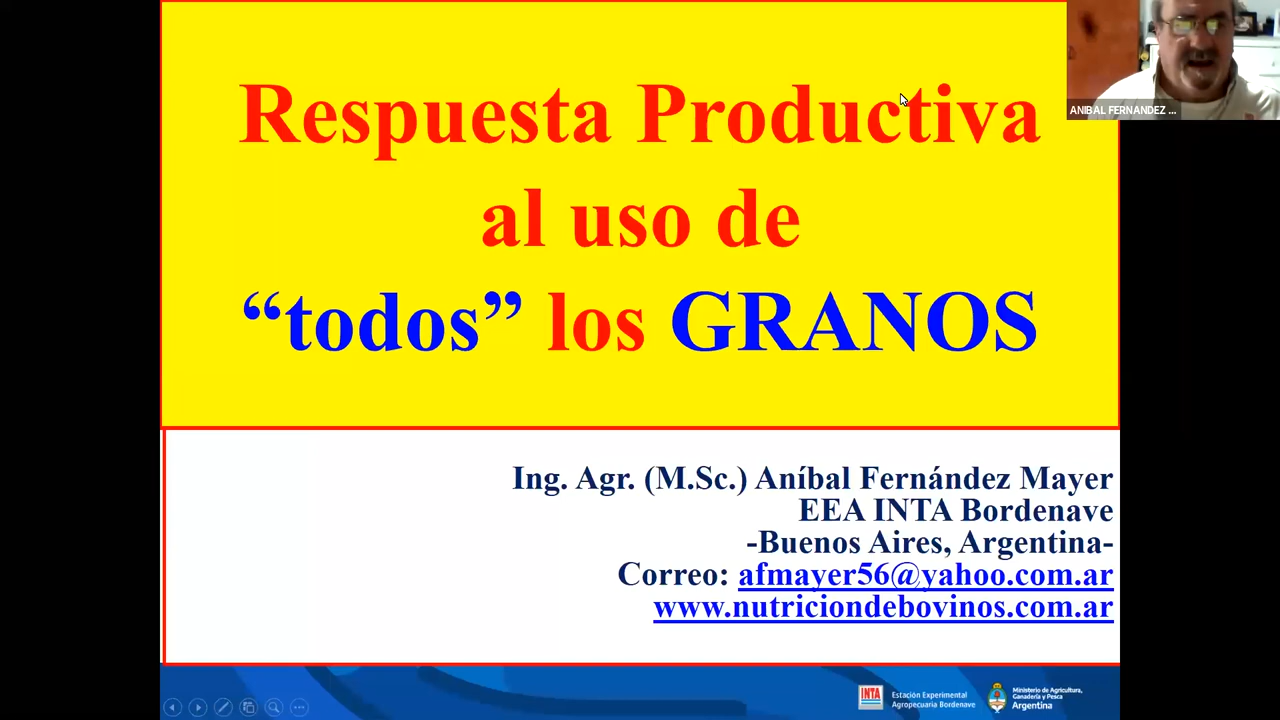 Respuesta Productiva
al uso de
“todos” los GRANOS
ANIBAL FERNANDEZ ...
Ing. Agr. (M.Sc.) Aníbal Fernández Mayer
EEA INTA Bordenave
-Buenos Aires, Argentina-
Correo: afmayer56@yahoo.com.ar
www.nutriciondebovinos.com.ar
INTA
Estación Experimental
Agropecuaria Bordenave
Ministerio de Agricultura,
Ganadería y Pesca
Argentina